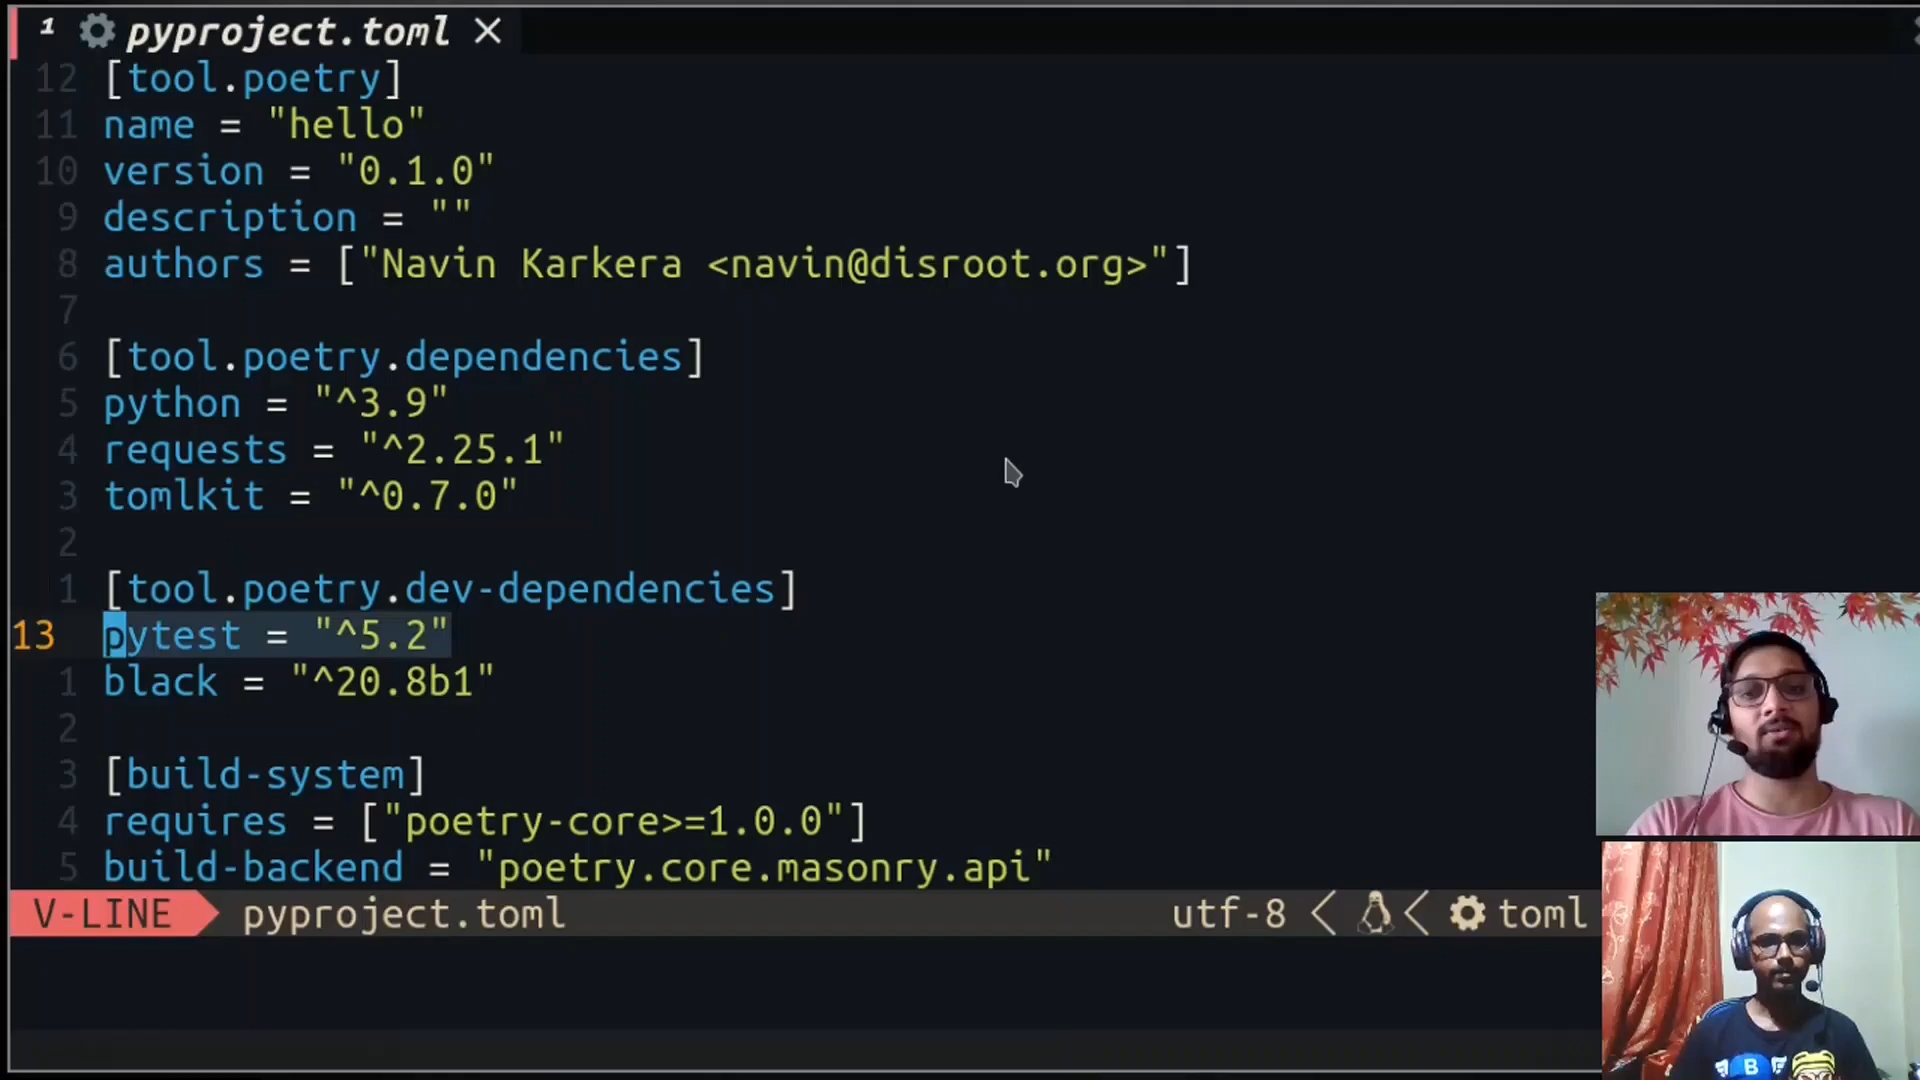 1 pyproject.toml ×
12 [tool.poetry]
11 name = "hello"
10 version = "0.1.0"
9 description = ""
8 authors = ["Navin Karkera <navin@disroot.org>"]
7
6 [tool.poetry.dependencies]
5 python = "^3.9"
4 requests = "^2.25.1"
3 tomlkit = "^0.7.0"
2
1 [tool.poetry.dev-dependencies]
13 pytest = "^5.2"
1 black = "^20.8b1"
2
3 [build-system]
4 requires = ["poetry-core>=1.0.0"]
5 build-backend = "poetry.core.masonry.api"
V-LINE pyproject.toml utf-8 < < toml
B